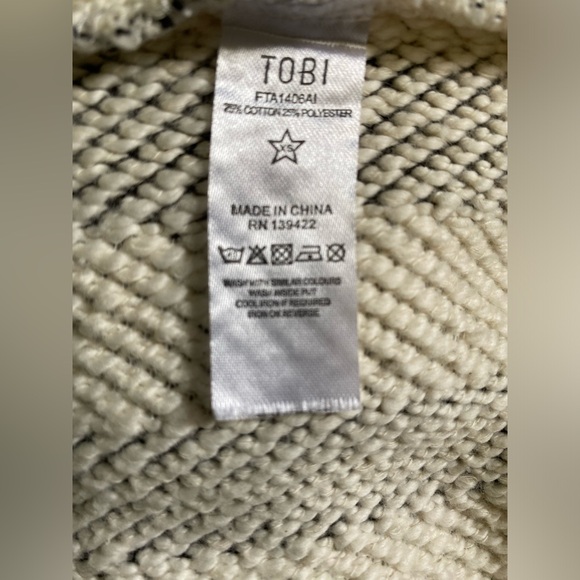 TOBI
FTA1406AI
75% COTTON 25% POLYESTER
XS
MADE IN CHINA
RN 139422
WASH WITH SIMILAR COLOURS
WASH INSIDE PUT
COOL IRON IF REQUIRED
IRON ON REVERSE